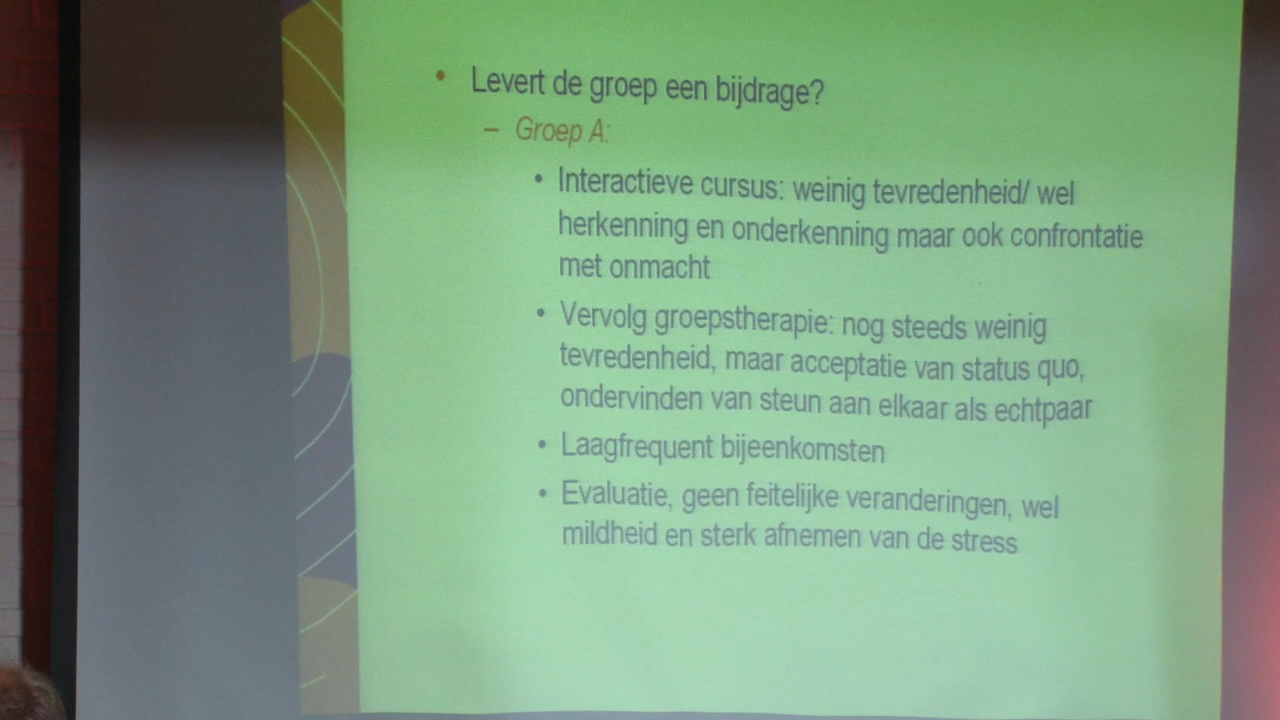 • Levert de groep een bijdrage?
– Groep A:
• Interactieve cursus: weinig tevredenheid/ wel
herkenning en onderkenning maar ook confrontatie
met onmacht
• Vervolg groepstherapie: nog steeds weinig
tevredenheid, maar acceptatie van status quo,
ondervinden van steun aan elkaar als echtpaar
• Laagfrequent bijeenkomsten
• Evaluatie, geen feitelijke veranderingen, wel
mildheid en sterk afnemen van de stress